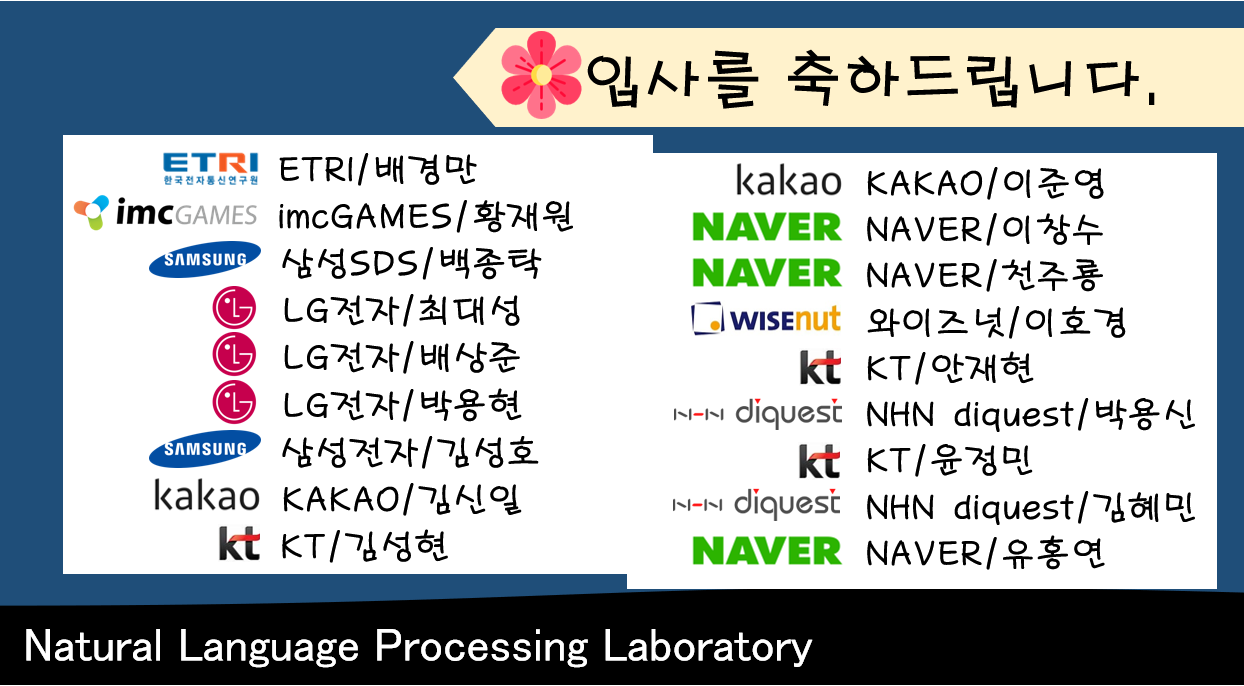 입사를 축하드립니다.
ETRI 한국전자통신연구원 ETRI/배경만
imcGAMES imcGAMES/황재원
SAMSUNG 삼성SDS/백종탁
LG LG전자/최대성
LG LG전자/배상준
LG LG전자/박용현
SAMSUNG 삼성전자/김성호
kakao KAKAO/김신일
kt KT/김성현
kakao KAKAO/이준영
NAVER NAVER/이창수
NAVER NAVER/천주룡
WISEnut 와이즈넛/이호경
kt KT/안재현
N-N diquest NHN diquest/박용신
kt KT/윤정민
N-N diquest NHN diquest/김혜민
NAVER NAVER/유홍연
Natural Language Processing Laboratory